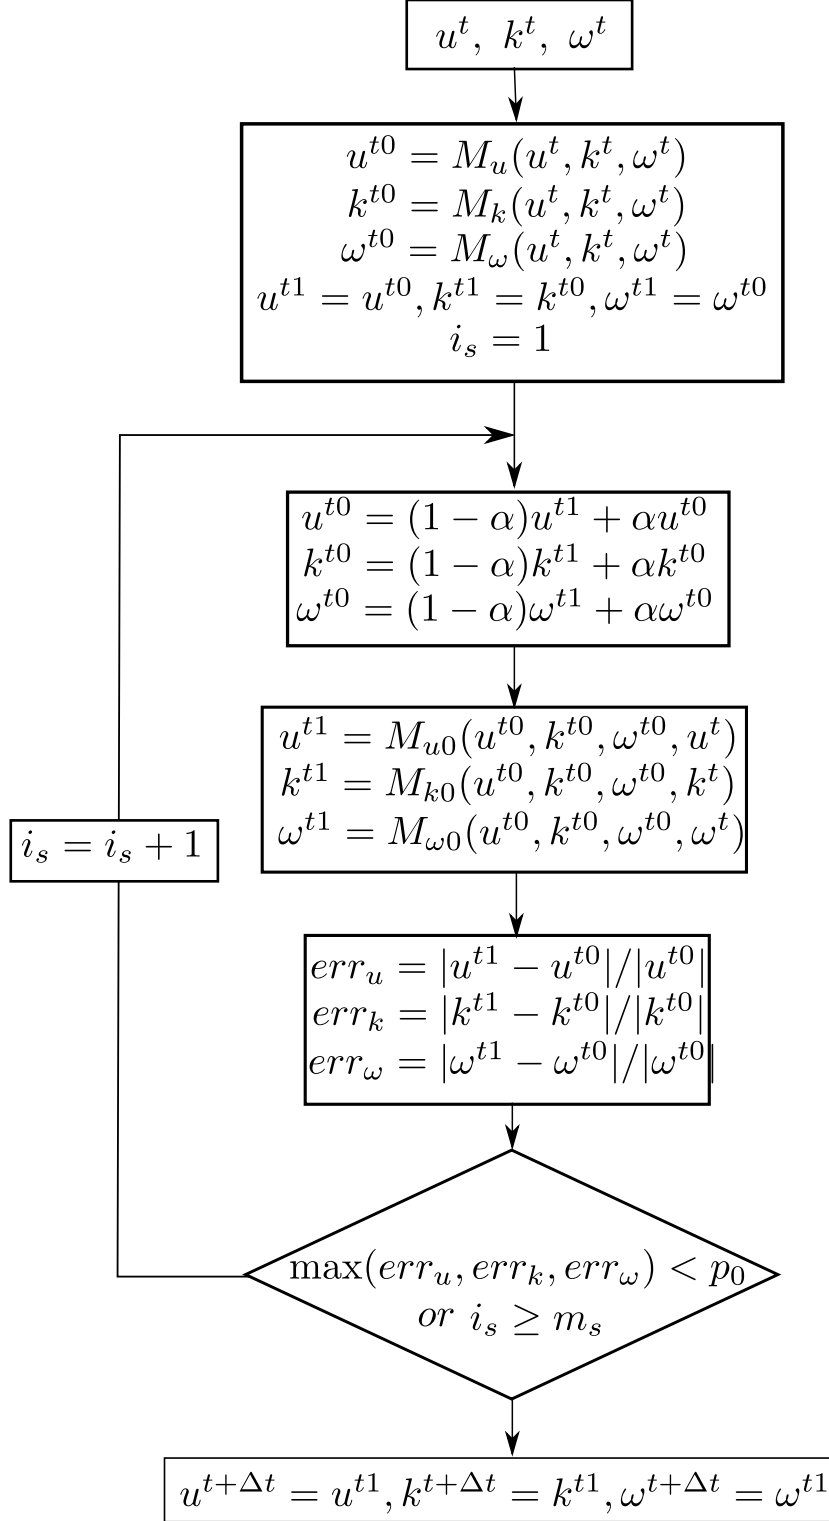 u^t, k^t, ω^t
u^{t0} = M_u(u^t, k^t, ω^t)
k^{t0} = M_k(u^t, k^t, ω^t)
ω^{t0} = M_ω(u^t, k^t, ω^t)
u^{t1} = u^{t0}, k^{t1} = k^{t0}, ω^{t1} = ω^{t0}
i_s = 1
u^{t0} = (1 − α)u^{t1} + αu^{t0}
k^{t0} = (1 − α)k^{t1} + αk^{t0}
ω^{t0} = (1 − α)ω^{t1} + αω^{t0}
u^{t1} = M_{u0}(u^{t0}, k^{t0}, ω^{t0}, u^t)
k^{t1} = M_{k0}(u^{t0}, k^{t0}, ω^{t0}, k^t)
ω^{t1} = M_{ω0}(u^{t0}, k^{t0}, ω^{t0}, ω^t)
i_s = i_s + 1
err_u = |u^{t1} − u^{t0}|/|u^{t0}|
err_k = |k^{t1} − k^{t0}|/|k^{t0}|
err_ω = |ω^{t1} − ω^{t0}|/|ω^{t0}|
max(err_u, err_k, err_ω) < p_0
or i_s ≥ m_s
u^{t+Δt} = u^{t1}, k^{t+Δt} = k^{t1}, ω^{t+Δt} = ω^{t1}